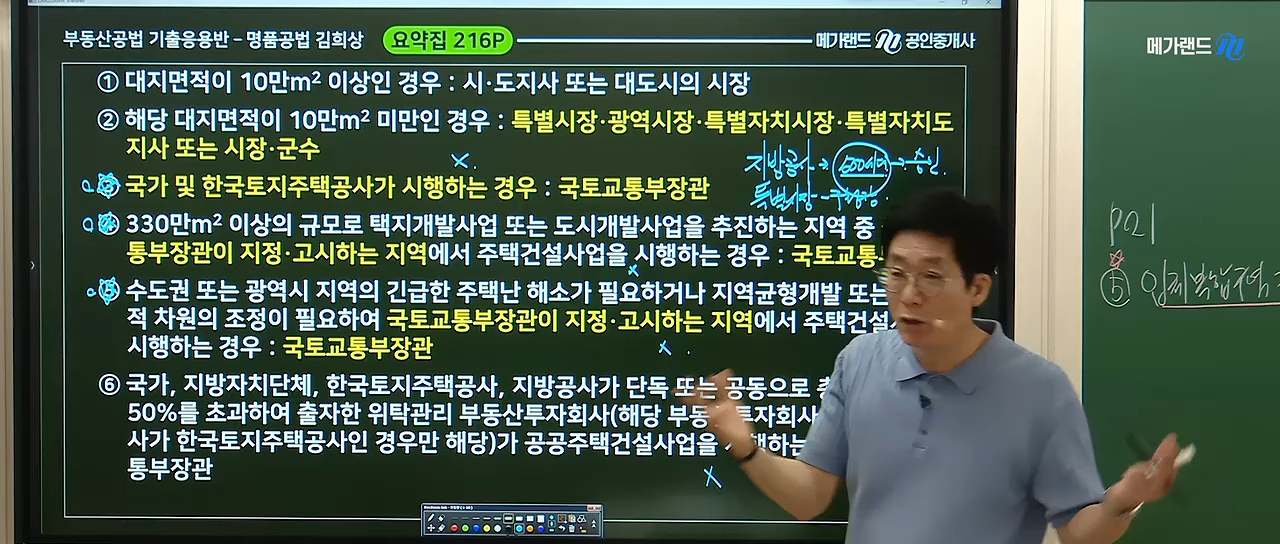 부동산공법 기출응용반 – 명품공법 김희상
요약집 216P
메가랜드 공인중개사
메가랜드
① 대지면적이 10만m² 이상인 경우 : 시·도지사 또는 대도시의 시장
② 해당 대지면적이 10만m² 미만인 경우 : 특별시장·광역시장·특별자치시장·특별자치도
지사 또는 시장·군수
지방공사 → → 승인
③ 국가 및 한국토지주택공사가 시행하는 경우 : 국토교통부장관
특별시장
④ 330만m² 이상의 규모로 택지개발사업 또는 도시개발사업을 추진하는 지역 중
통부장관이 지정·고시하는 지역에서 주택건설사업을 시행하는 경우 : 국토교통
⑤ 수도권 또는 광역시 지역의 긴급한 주택난 해소가 필요하거나 지역균형개발 또는
적 차원의 조정이 필요하여 국토교통부장관이 지정·고시하는 지역에서 주택건설
시행하는 경우 : 국토교통부장관
⑥ 국가, 지방자치단체, 한국토지주택공사, 지방공사가 단독 또는 공동으로 총
50%를 초과하여 출자한 위탁관리 부동산투자회사(해당 부동산투자회사
사가 한국토지주택공사인 경우만 해당)가 공공주택건설사업을 시행하는
통부장관
P21
⑤